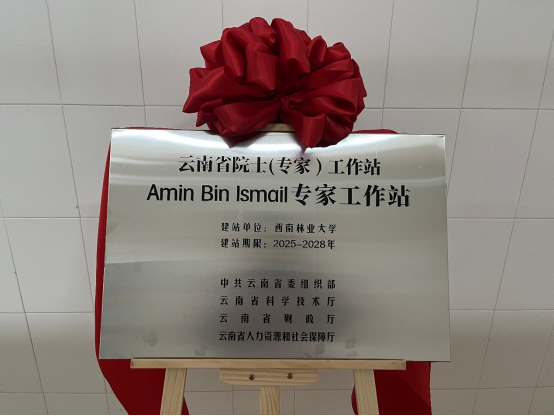 云南省院士(专家)工作站
Amin Bin Ismail专家工作站
建站单位：西南林业大学
建站期限：2025-2028年
中共云南省委组织部
云南省科学技术厅
云南省财政厅
云南省人力资源和社会保障厅